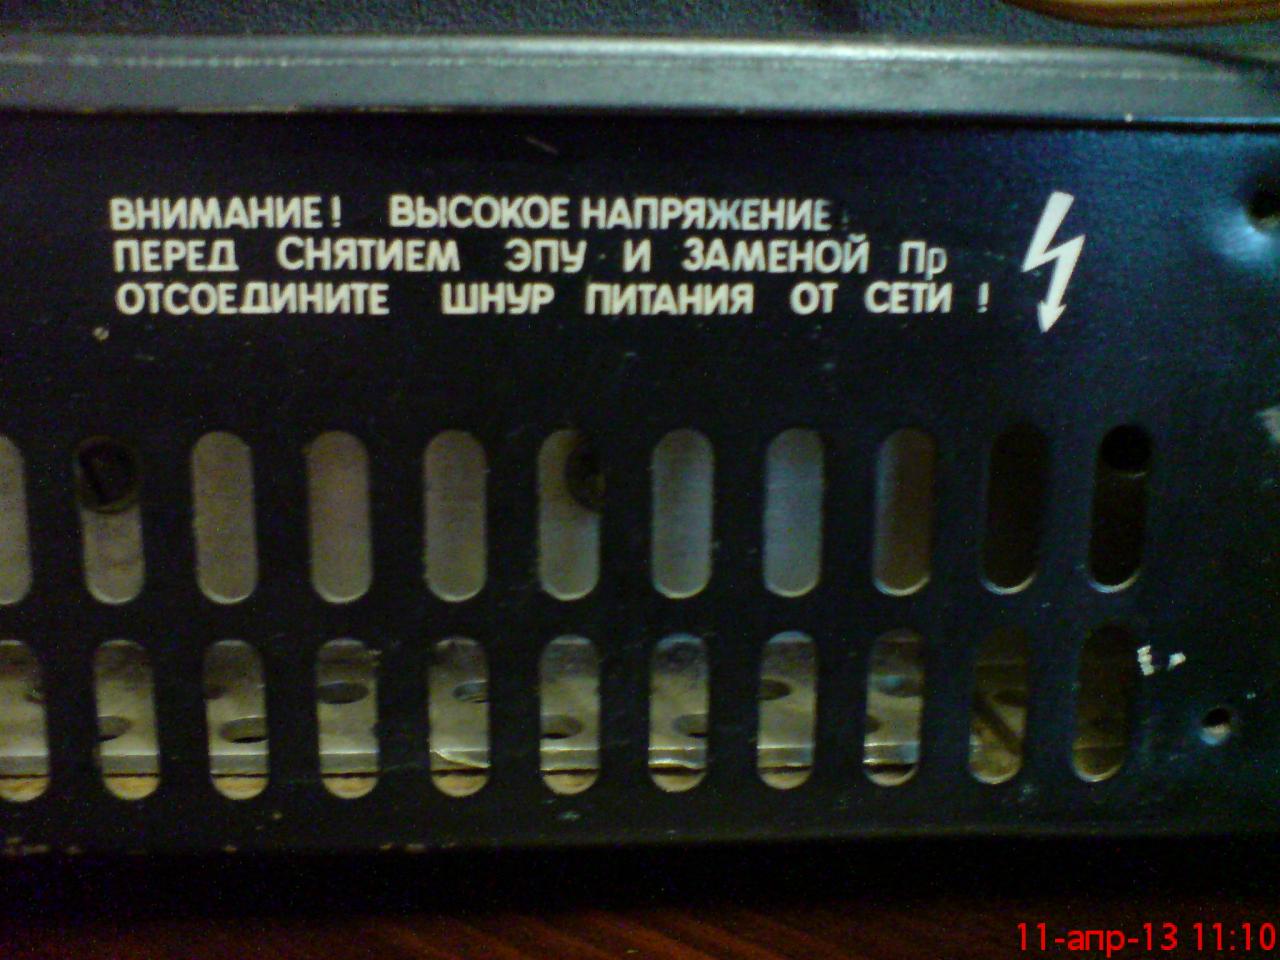 ВНИМАНИЕ! ВЫСОКОЕ НАПРЯЖЕНИЕ!
ПЕРЕД СНЯТИЕМ ЭПУ И ЗАМЕНОЙ Пр
ОТСОЕДИНИТЕ ШНУР ПИТАНИЯ ОТ СЕТИ !
11-апр-13 11:10